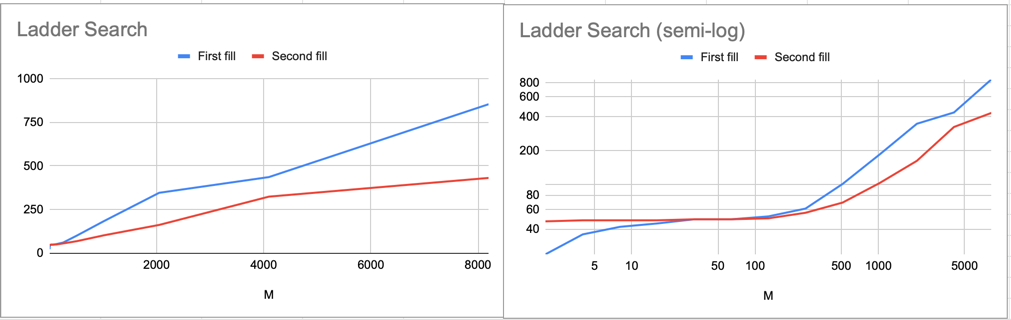 Ladder Search
First fill
Second fill
1000
750
500
250
0
2000
4000
6000
8000
M
Ladder Search (semi-log)
First fill
Second fill
800
600
400
200
80
60
40
5
10
50
100
500
1000
5000
M